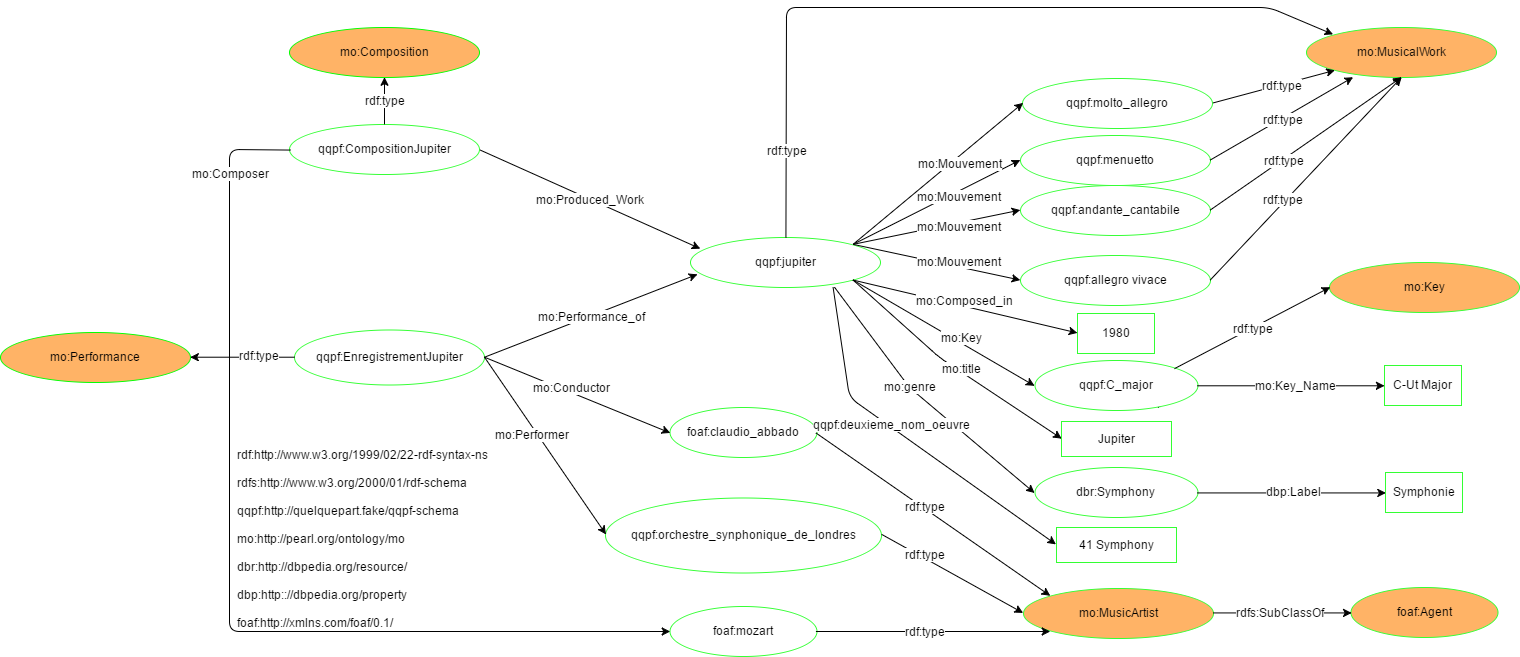 mo:Composition
mo:MusicalWork
rdf:type
rdf:type
qqpf:molto_allegro
rdf:type
qqpf:CompositionJupiter
rdf:type
mo:Mouvement
qqpf:menuetto
rdf:type
mo:Composer
mo:Produced_Work
mo:Mouvement
qqpf:andante_cantabile
rdf:type
mo:Mouvement
qqpf:jupiter
mo:Mouvement
qqpf:allegro vivace
mo:Key
mo:Composed_in
1980
mo:Performance_of
rdf:type
mo:Key
mo:Performance
rdf:type
qqpf:EnregistrementJupiter
mo:title
qqpf:C_major
mo:Key_Name
C-Ut Major
mo:Conductor
mo:genre
qqpf:deuxieme_nom_oeuvre
mo:Performer
foaf:claudio_abbado
Jupiter
rdf:http://www.w3.org/1999/02/22-rdf-syntax-ns
rdfs:http://www.w3.org/2000/01/rdf-schema
qqpf:http://quelquepart.fake/qqpf-schema
mo:http://pearl.org/ontology/mo
dbr:http://dbpedia.org/resource/
dbp:http:://dbpedia.org/property
foaf:http://xmlns.com/foaf/0.1/
dbr:Symphony
dbp:Label
Symphonie
rdf:type
qqpf:orchestre_synphonique_de_londres
rdf:type
41 Symphony
mo:MusicArtist
rdfs:SubClassOf
foaf:Agent
foaf:mozart
rdf:type